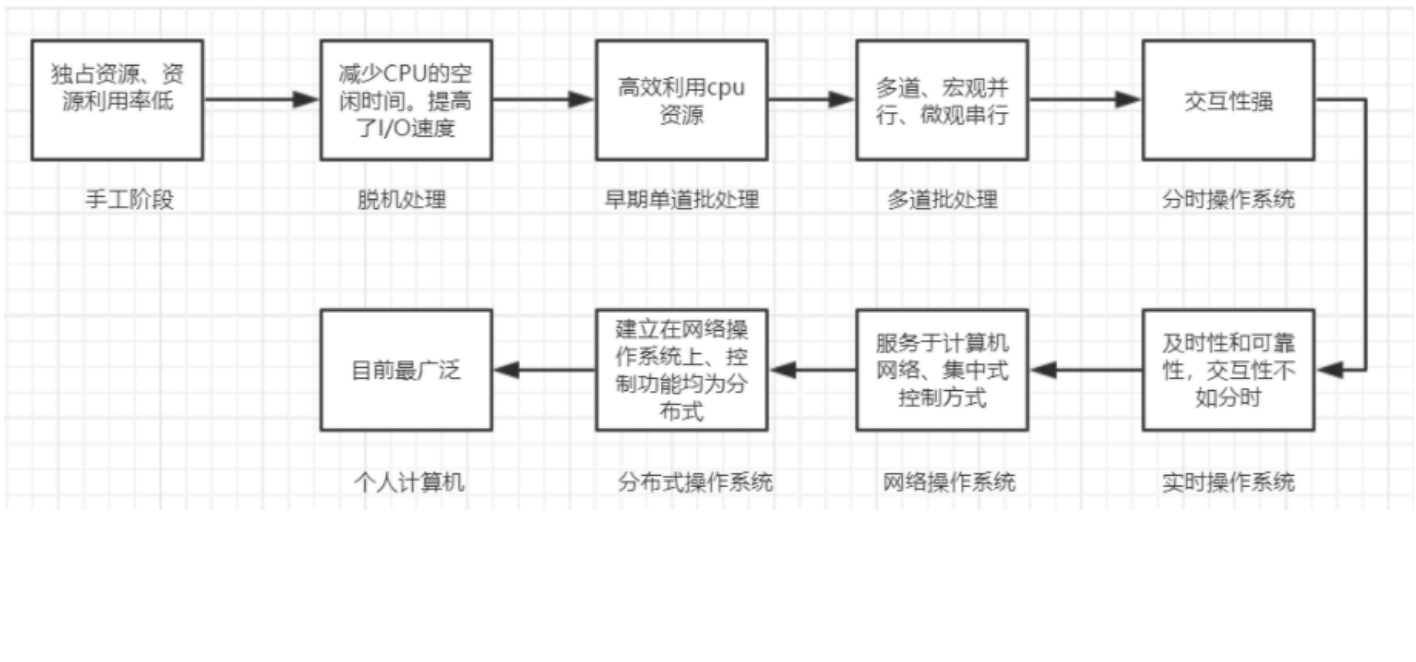 独占资源、资
源利用率低
减少CPU的空
闲时间。提高
了I/O速度
高效利用cpu
资源
多道、宏观并
行、微观串行
交互性强
手工阶段
脱机处理
早期单道批处理
多道批处理
分时操作系统
目前最广泛
建立在网络操
作系统上、控
制功能均为分
布式
服务于计算机
网络、集中式
控制方式
及时性和可靠
性，交互性不
如分时
个人计算机
分布式操作系统
网络操作系统
实时操作系统